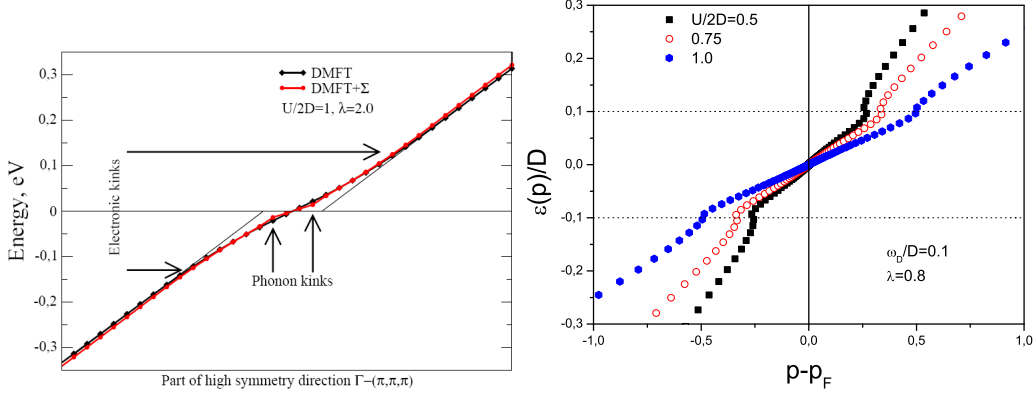 0,3
0,2
0,1
0
-0,1
-0,2
-0,3
Energy, eV
Electronic kinks
DMFT
DMFT+Σ
U/2D=1, λ=2.0
Phonon kinks
Part of high symmetry direction Γ−(π,π,π)
0,3
0,2
0,1
0,0
-0,1
-0,2
-0,3
ε(p)/D
U/2D=0.5
0.75
1.0
ω_D/D=0.1
λ=0.8
-1,0 -0,5 0,0 0,5 1,0
p-p_F